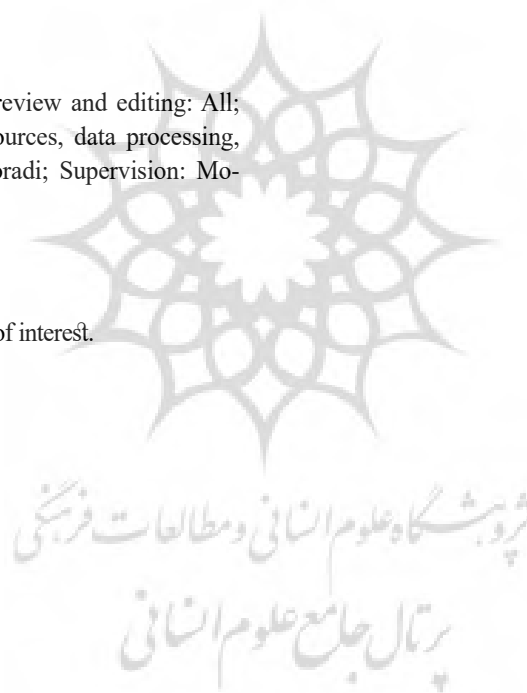 review and editing: All;
ources, data processing,
oradi; Supervision: Mo-
of interest.
پژوهشگاه علوم انسانی و مطالعات فرهنگی
پرتال جامع علوم انسانی